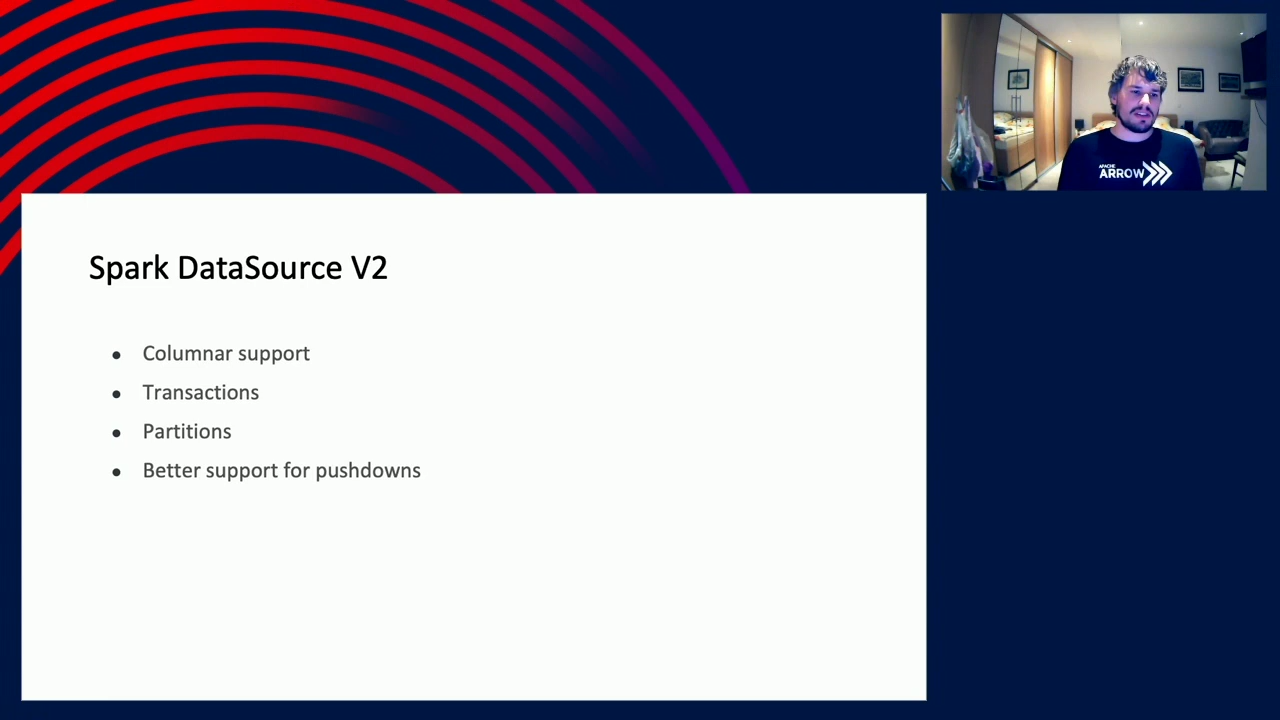 Spark DataSource V2
● Columnar support
● Transactions
● Partitions
● Better support for pushdowns
APACHE
ARROW